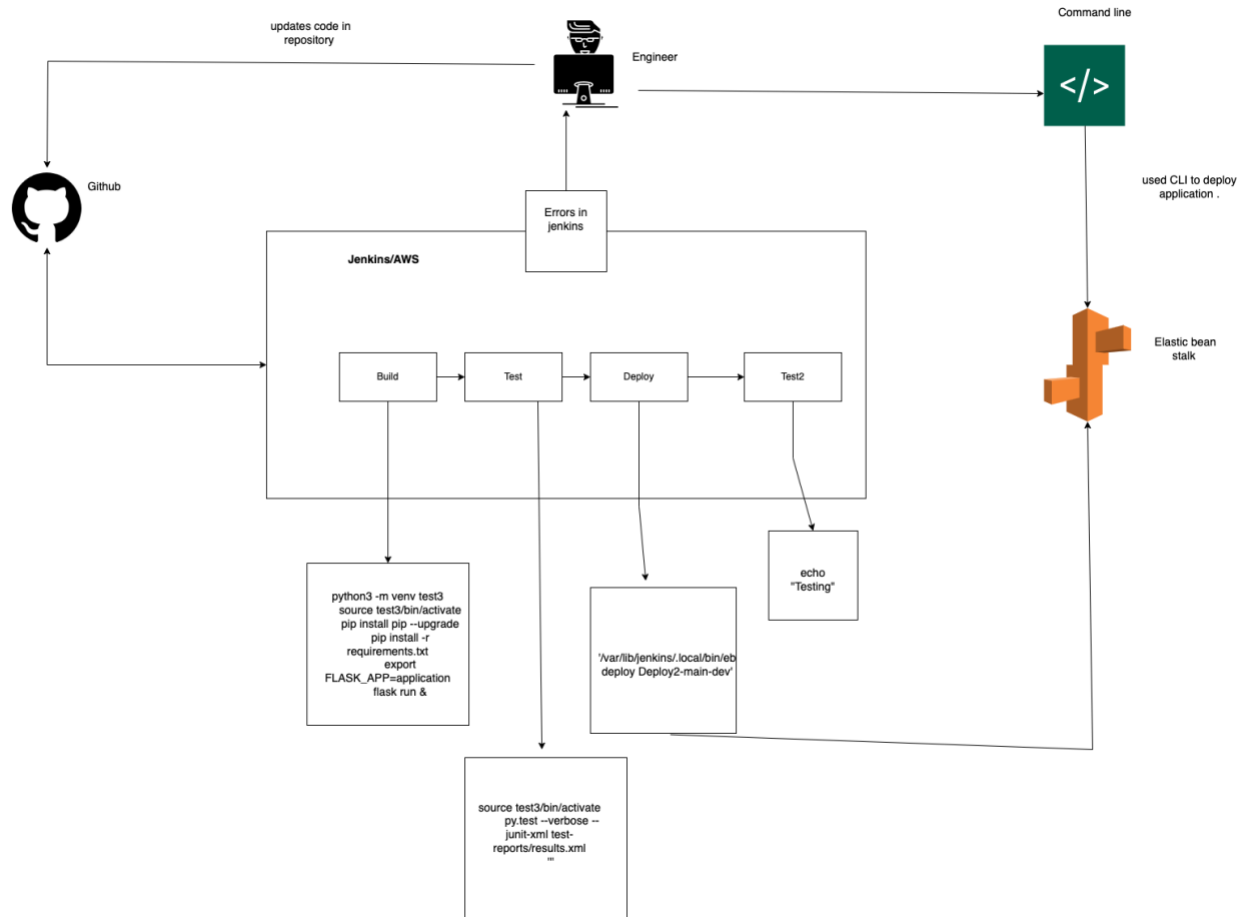 updates code in
repository
Engineer
Command line
</>
Github
used CLI to deploy
application .
Errors in
jenkins
Jenkins/AWS
Elastic bean
stalk
Build
Test
Deploy
Test2
python3 -m venv test3
source test3/bin/activate
pip install pip --upgrade
pip install -r
requirements.txt
export
FLASK_APP=application
flask run &
echo
"Testing"
'/var/lib/jenkins/.local/bin/eb
deploy Deploy2-main-dev'
source test3/bin/activate
py.test --verbose --
junit-xml test-
reports/results.xml
'''